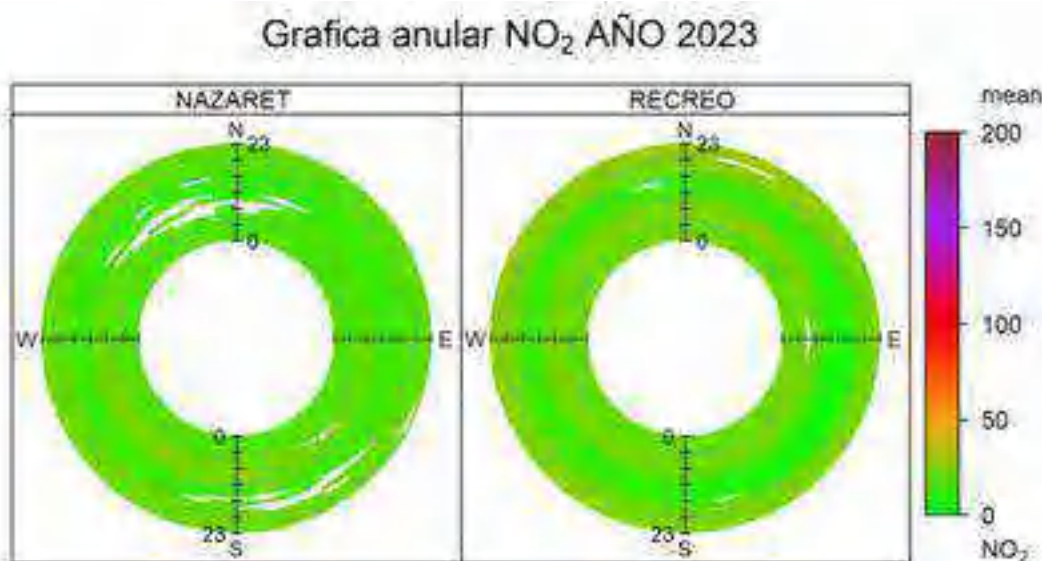 Grafica anular NO₂ AÑO 2023
NAZARET RECREO mean
N 23 N 23 200
150
0 0
W E W E 100
50
0 0
23 S 23 S 0
NO₂